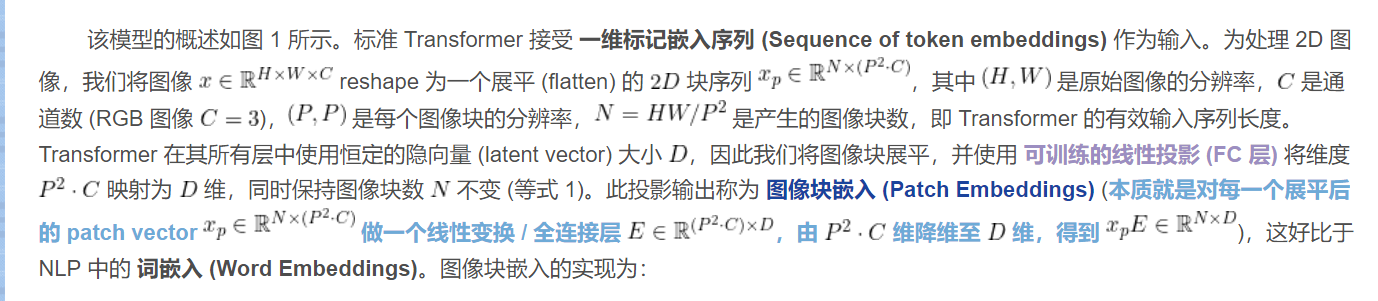 该模型的概述如图 1 所示。标准 Transformer 接受 一维标记嵌入序列 (Sequence of token embeddings) 作为输入。为处理 2D 图
像，我们将图像 $x \in \mathbb{R}^{H \times W \times C}$ reshape 为一个展平 (flatten) 的 $2D$ 块序列 $x_p \in \mathbb{R}^{N \times (P^2 \cdot C)}$，其中 $(H, W)$ 是原始图像的分辨率，$C$ 是通
道数 (RGB 图像 $C = 3$)，$(P, P)$ 是每个图像块的分辨率，$N = HW/P^2$ 是产生的图像块数，即 Transformer 的有效输入序列长度。
Transformer 在其所有层中使用恒定的隐向量 (latent vector) 大小 $D$，因此我们将图像块展平，并使用 可训练的线性投影 (FC 层) 将维度
$P^2 \cdot C$ 映射为 $D$ 维，同时保持图像块数 $N$ 不变 (等式 1)。此投影输出称为 图像块嵌入 (Patch Embeddings) (本质就是对每一个展平后
的 patch vector $x_p \in \mathbb{R}^{N \times (P^2 \cdot C)}$ 做一个线性变换 / 全连接层 $E \in \mathbb{R}^{(P^2 \cdot C) \times D}$，由 $P^2 \cdot C$ 维降维至 $D$ 维，得到 $x_p E \in \mathbb{R}^{N \times D}$)，这好比于
NLP 中的 词嵌入 (Word Embeddings)。图像块嵌入的实现为：